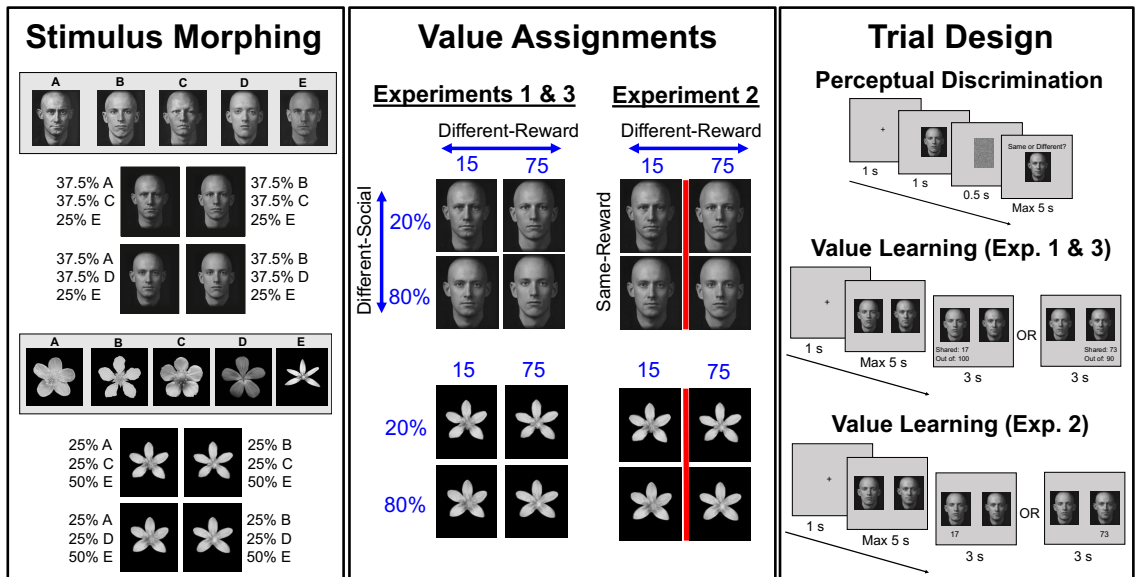 Stimulus Morphing
A B C D E
37.5% A
37.5% C
25% E
37.5% B
37.5% C
25% E
37.5% A
37.5% D
25% E
37.5% B
37.5% D
25% E
A B C D E
25% A
25% C
50% E
25% B
25% C
50% E
25% A
25% D
50% E
25% B
25% D
50% E
Value Assignments
Experiments 1 & 3
Different-Reward
15 75
Different-Social
20%
80%
15 75
20%
80%
Experiment 2
Different-Reward
15 75
Same-Reward
15 75
Trial Design
Perceptual Discrimination
+
Same or Different?
1 s
1 s
0.5 s
Max 5 s
Value Learning (Exp. 1 & 3)
+
Shared: 17
Out of: 100
OR
Shared: 73
Out of: 90
1 s
Max 5 s
3 s
3 s
Value Learning (Exp. 2)
+
17
OR
73
1 s
Max 5 s
3 s
3 s